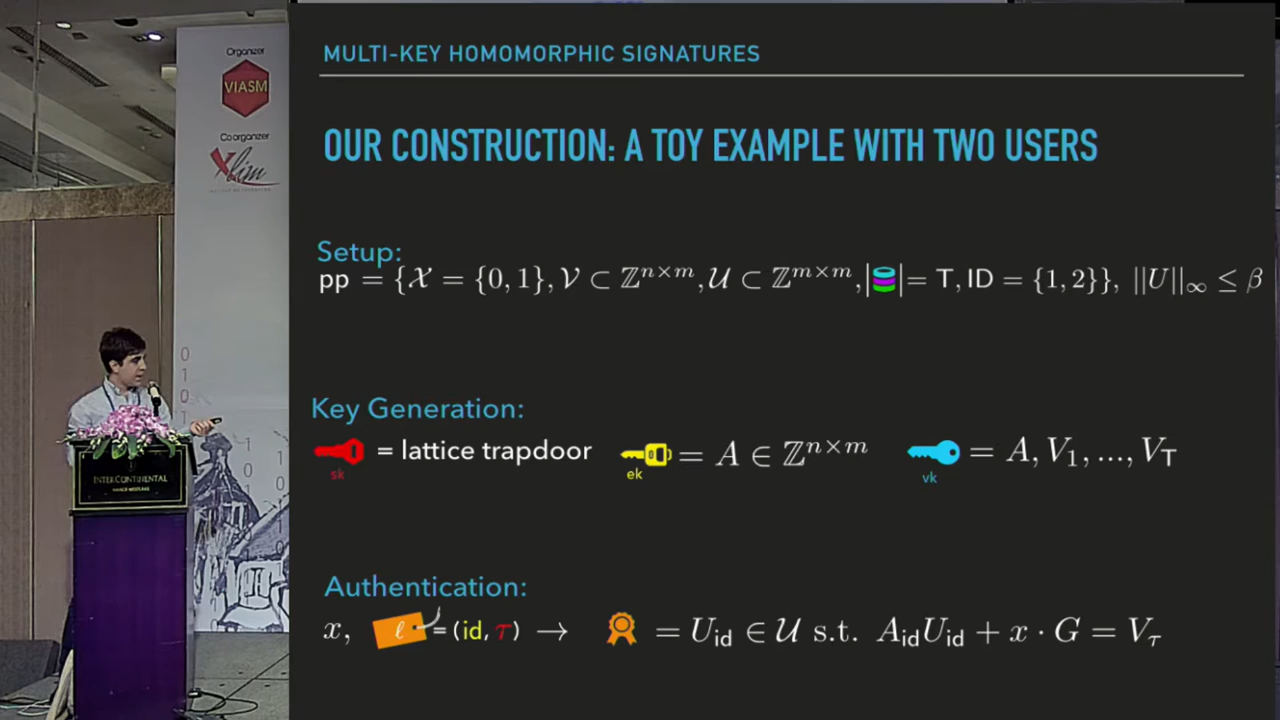 Organizer
VIASM
Co organizer
Xlim
MULTI-KEY HOMOMORPHIC SIGNATURES
OUR CONSTRUCTION: A TOY EXAMPLE WITH TWO USERS
Setup:
pp = {𝒳 = {0, 1}, 𝒱 ⊂ ℤ^{n×m}, 𝒰 ⊂ ℤ^{m×m}, | |= T, ID = {1, 2}}, ||U||_∞ ≤ β
Key Generation:
= lattice trapdoor = A ∈ ℤ^{n×m} = A, V_1, ..., V_T
sk ek vk
Authentication:
x, ℓ =(id, τ) → = U_id ∈ 𝒰 s.t. A_id U_id + x · G = V_τ
INTERCONTINENTAL